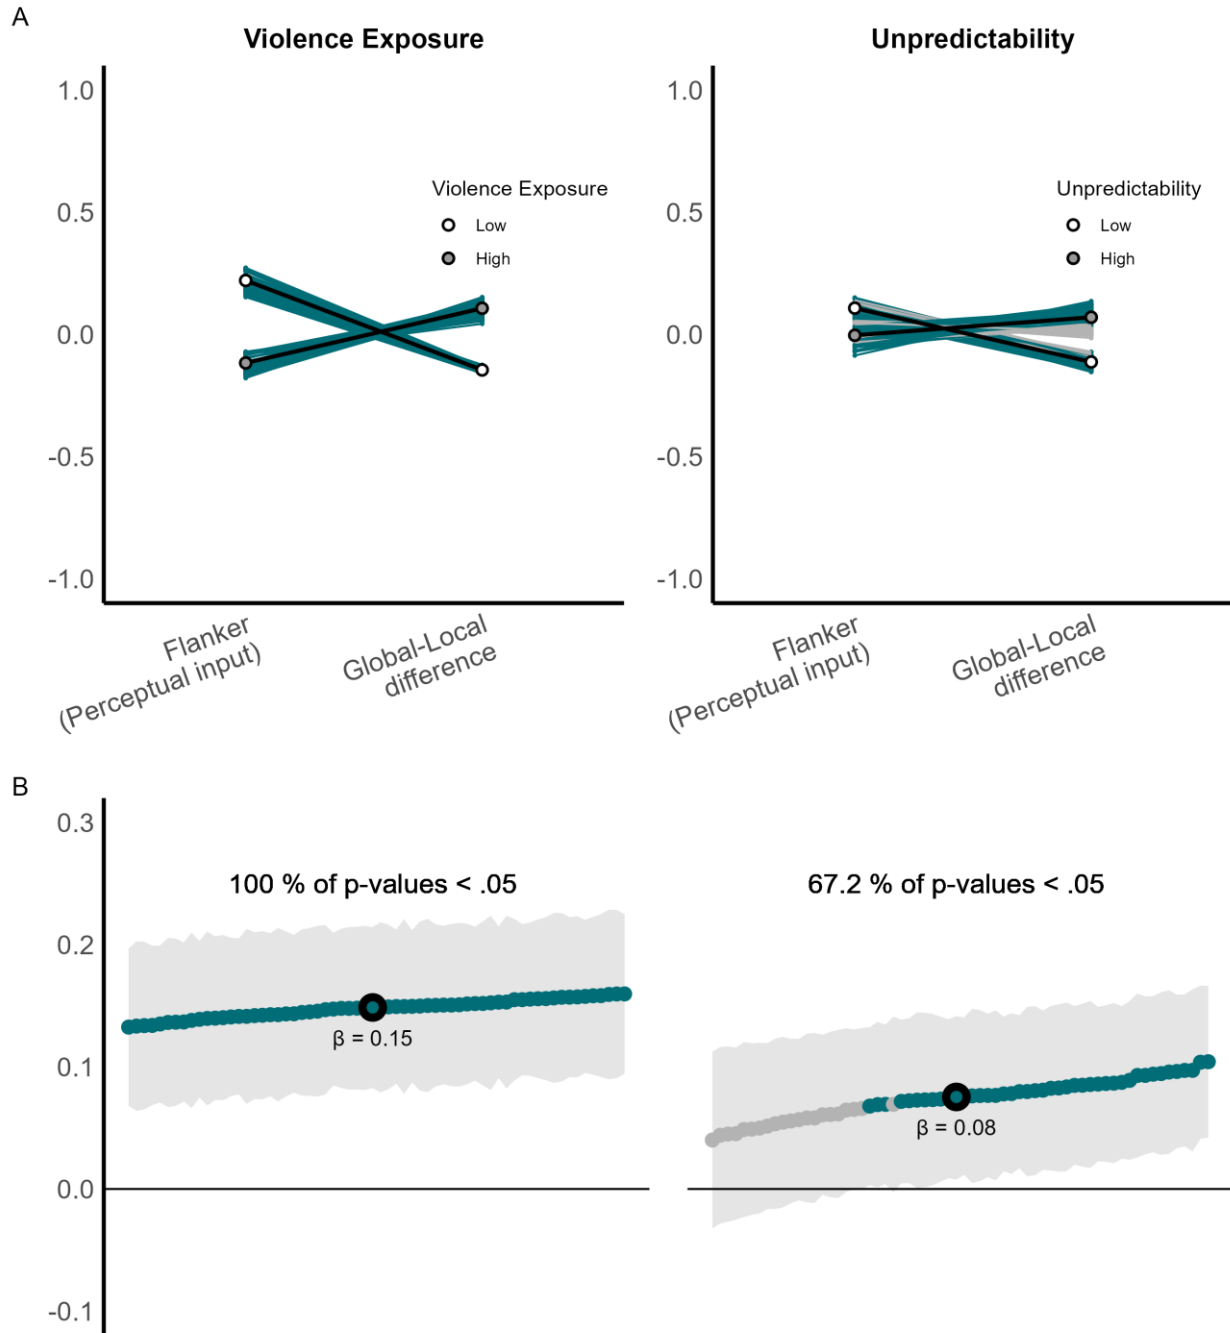 A
Violence Exposure
Unpredictability
1.0
0.5
0.0
-0.5
-1.0
Violence Exposure
Low
High
Flanker
(Perceptual input)
Global-Local
difference
1.0
0.5
0.0
-0.5
-1.0
Unpredictability
Low
High
Flanker
(Perceptual input)
Global-Local
difference
B
0.3
0.2
0.1
0.0
-0.1
100 % of p-values < .05
β = 0.15
67.2 % of p-values < .05
β = 0.08